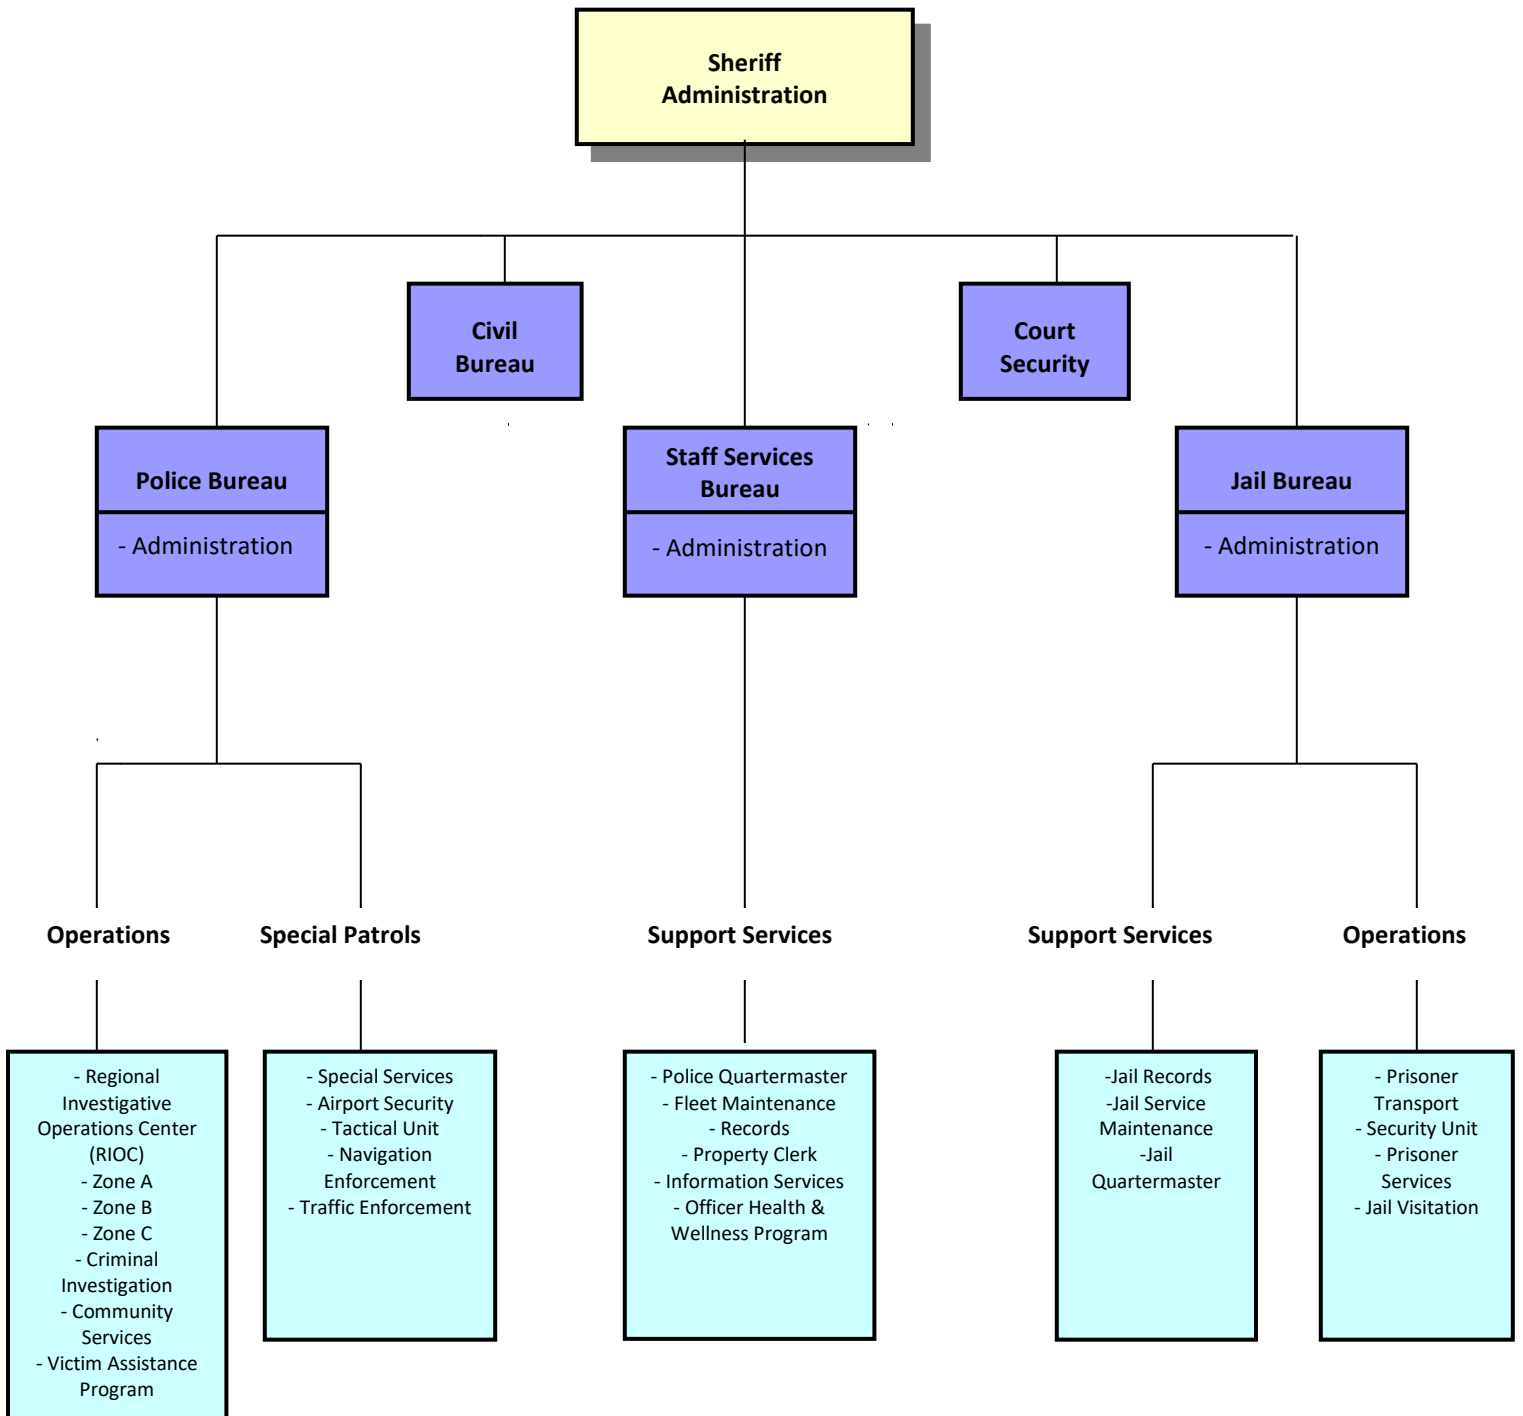 Sheriff
Administration
Civil
Bureau
Court
Security
Police Bureau
- Administration
Staff Services
Bureau
- Administration
Jail Bureau
- Administration
Operations
Special Patrols
Support Services
Support Services
Operations
- Regional
Investigative
Operations Center
(RIOC)
- Zone A
- Zone B
- Zone C
- Criminal
Investigation
- Community
Services
- Victim Assistance
Program
- Special Services
- Airport Security
- Tactical Unit
- Navigation
Enforcement
- Traffic Enforcement
- Police Quartermaster
- Fleet Maintenance
- Records
- Property Clerk
- Information Services
- Officer Health &
Wellness Program
-Jail Records
-Jail Service
Maintenance
-Jail
Quartermaster
- Prisoner
Transport
- Security Unit
- Prisoner
Services
- Jail Visitation